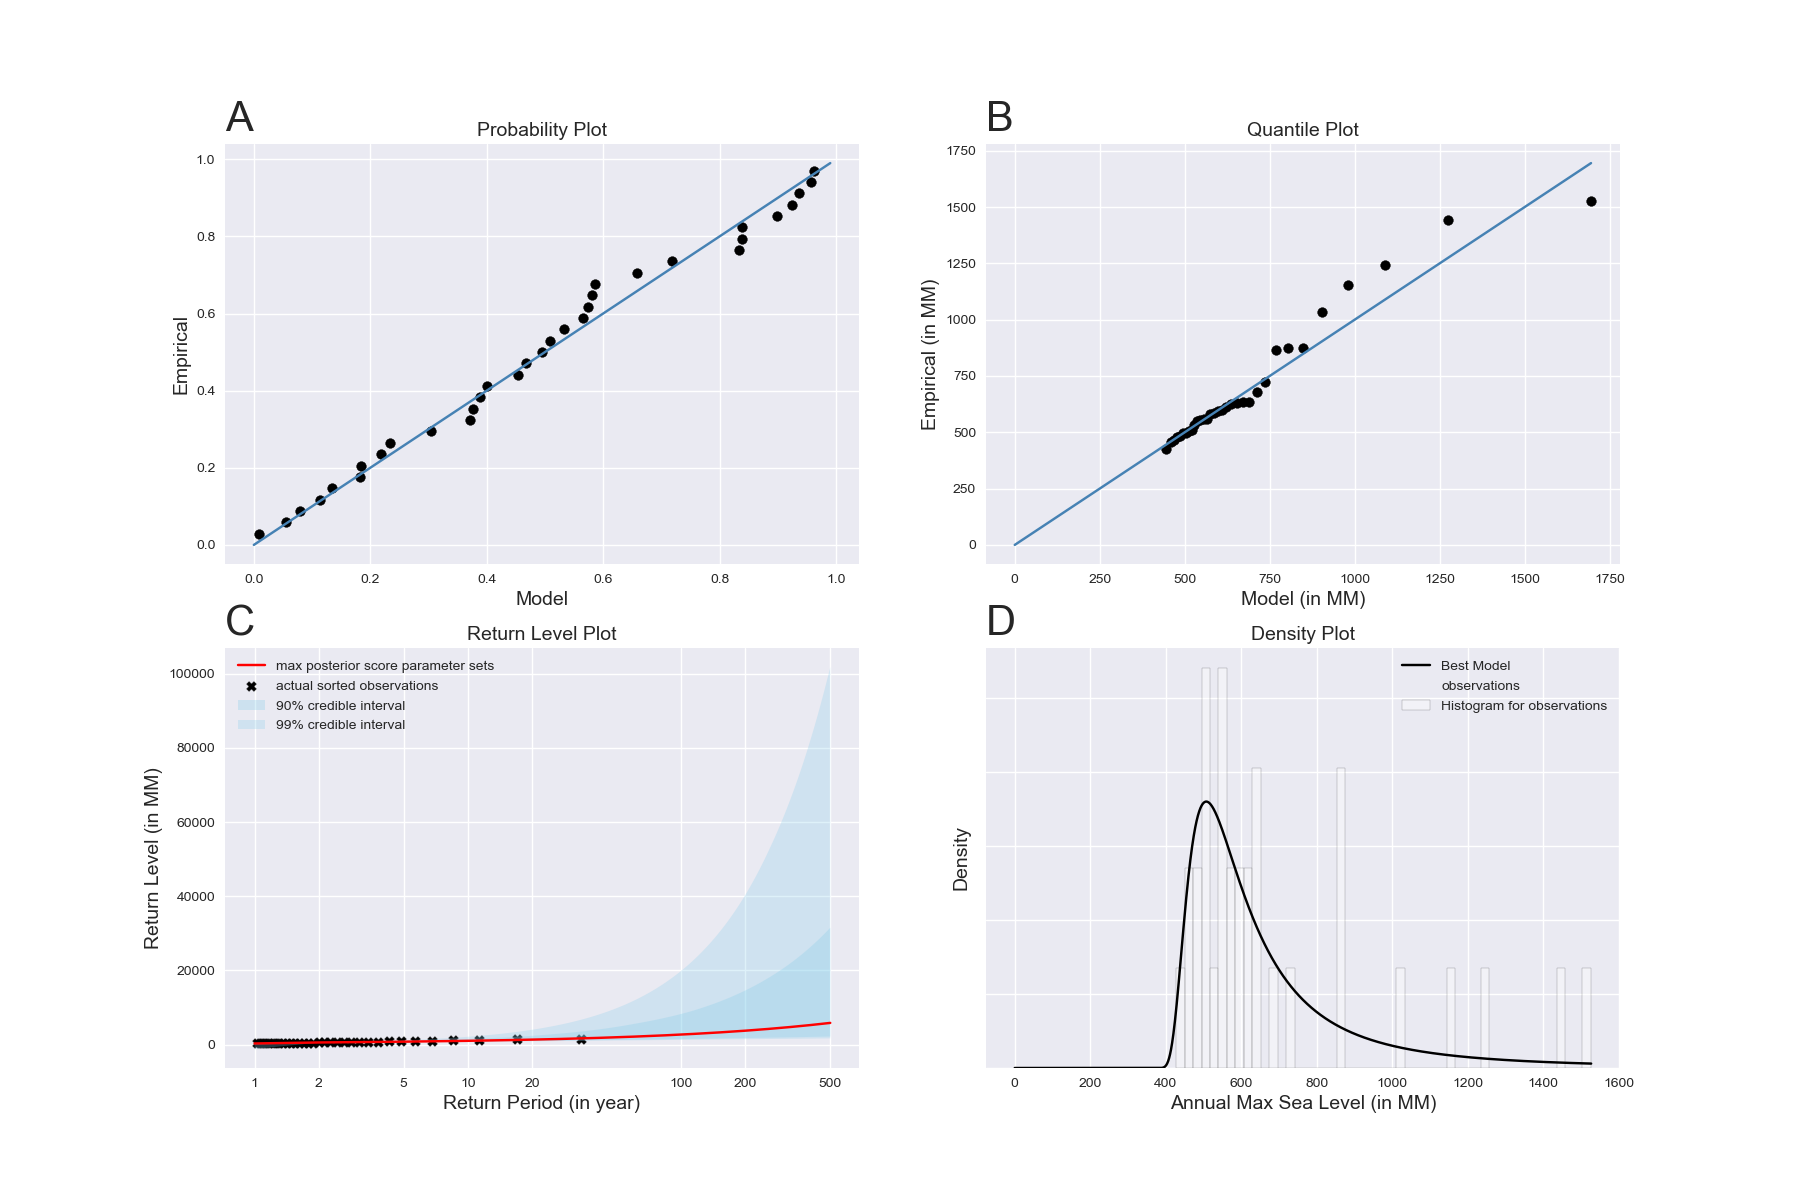 A
Probability Plot
1.0
0.8
0.6
0.4
0.2
0.0
Empirical
0.0 0.2 0.4 0.6 0.8 1.0
Model
B
Quantile Plot
1750
1500
1250
1000
750
500
250
0
Empirical (in MM)
0 250 500 750 1000 1250 1500 1750
Model (in MM)
C
Return Level Plot
max posterior score parameter sets
actual sorted observations
90% credible interval
99% credible interval
100000
80000
60000
40000
20000
0
Return Level (in MM)
1 2 5 10 20 100 200 500
Return Period (in year)
D
Density Plot
Best Model
observations
Histogram for observations
Density
0 200 400 600 800 1000 1200 1400 1600
Annual Max Sea Level (in MM)